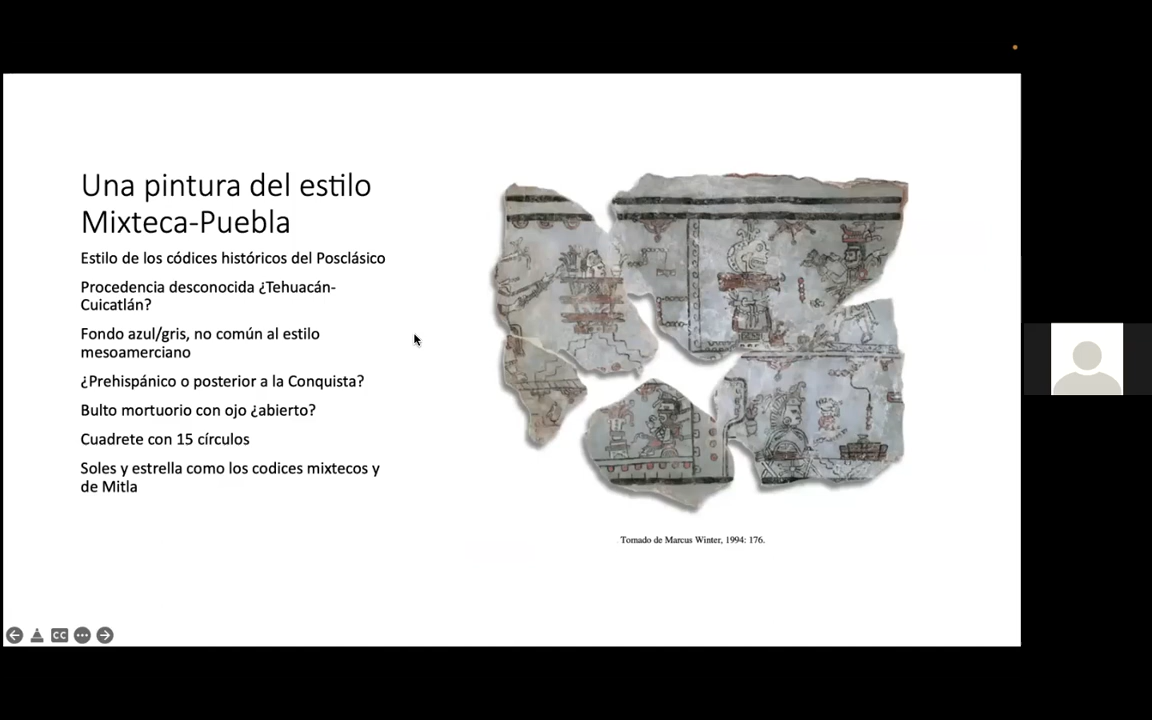 Una pintura del estilo
Mixteca-Puebla
Estilo de los códices históricos del Posclásico
Procedencia desconocida ¿Tehuacán-
Cuicatlán?
Fondo azul/gris, no común al estilo
mesoamerciano
¿Prehispánico o posterior a la Conquista?
Bulto mortuorio con ojo ¿abierto?
Cuadrete con 15 círculos
Soles y estrella como los codices mixtecos y
de Mitla
Tomado de Marcus Winter, 1994: 176.
CC